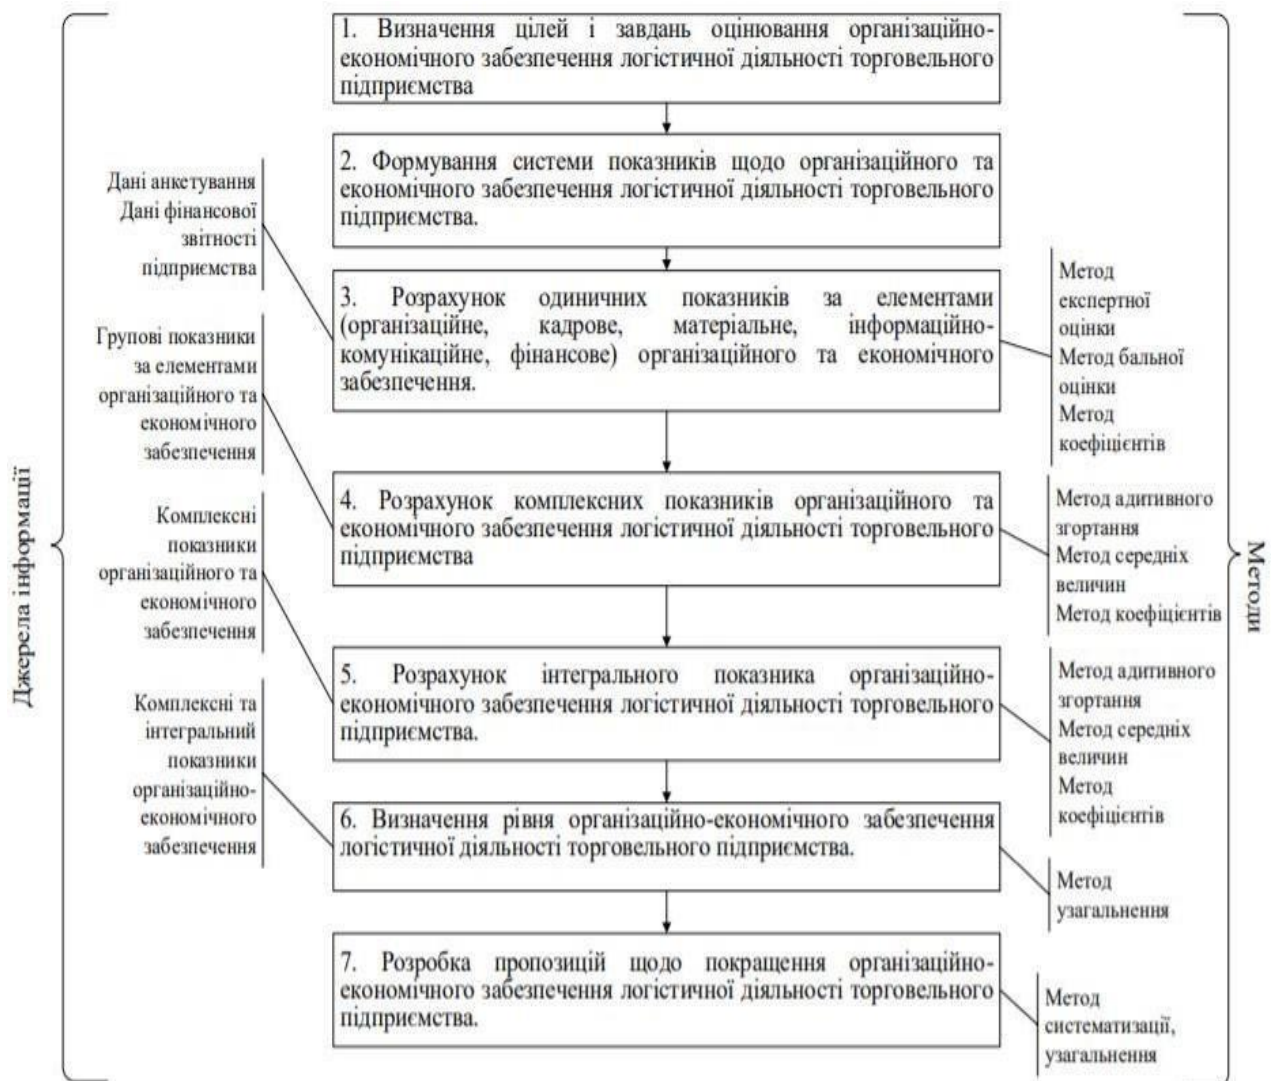 1. Визначення цілей і завдань оцінювання організаційно-
економічного забезпечення логістичної діяльності торговельного
підприємства
2. Формування системи показників щодо організаційного та
економічного забезпечення логістичної діяльності торговельного
підприємства.
Дані анкетування
Дані фінансової
звітності
підприємства
3. Розрахунок одиничних показників за елементами
(організаційне, кадрове, матеріальне, інформаційно-
комунікаційне, фінансове) організаційного та економічного
забезпечення.
Метод
експертної
оцінки
Метод бальної
оцінки
Метод
коефіцієнтів
Групові показники
за елементами
організаційного та
економічного
забезпечення
4. Розрахунок комплексних показників організаційного та
економічного забезпечення логістичної діяльності торговельного
підприємства
Метод адитивного
згортання
Метод середніх
величин
Метод коефіцієнтів
Комплексні
показники
організаційного та
економічного
забезпечення
5. Розрахунок інтегрального показника організаційно-
економічного забезпечення логістичної діяльності торговельного
підприємства.
Метод адитивного
згортання
Метод середніх
величин
Метод
коефіцієнтів
Комплексні та
інтегральний
показники
організаційно-
економічного
забезпечення
6. Визначення рівня організаційно-економічного забезпечення
логістичної діяльності торговельного підприємства.
Метод
узагальнення
7. Розробка пропозицій щодо покращення організаційно-
економічного забезпечення логістичної діяльності торговельного
підприємства.
Метод
систематизації,
узагальнення
Джерела інформації
Методи